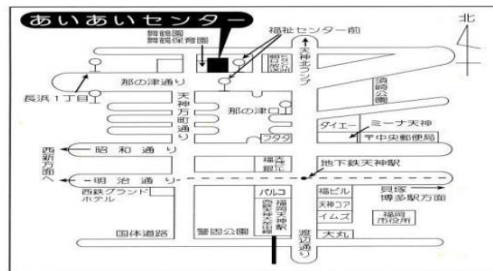 あいあいセンター
北
舞鶴園
舞鶴保育園
福祉センター前
天神北ランプ
須崎公園
那の津通り
長浜1丁目
天神万町通り
那の津口
ダイエー
ミーナ天神
〒中央郵便局
フタタ
西新方面へ
昭和通り
福岡銀行
地下鉄天神駅
明治通り
貝塚
博多駅方面
西鉄グランド
ホテル
パルコ
福ビル
天神コア
イムズ
福岡市役所
国体道路
警固公園
渡辺通り
大丸